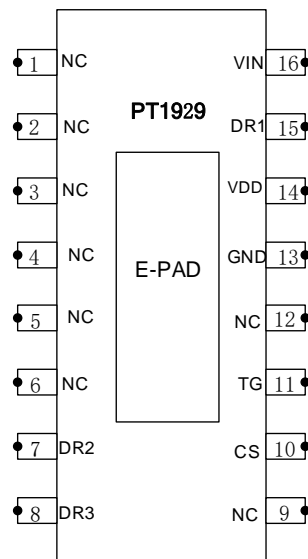 1 NC VIN 16
PT1929
2 NC DR1 15
3 NC VDD 14
4 NC GND 13
E-PAD
5 NC NC 12
6 NC TG 11
7 DR2 CS 10
8 DR3 NC 9